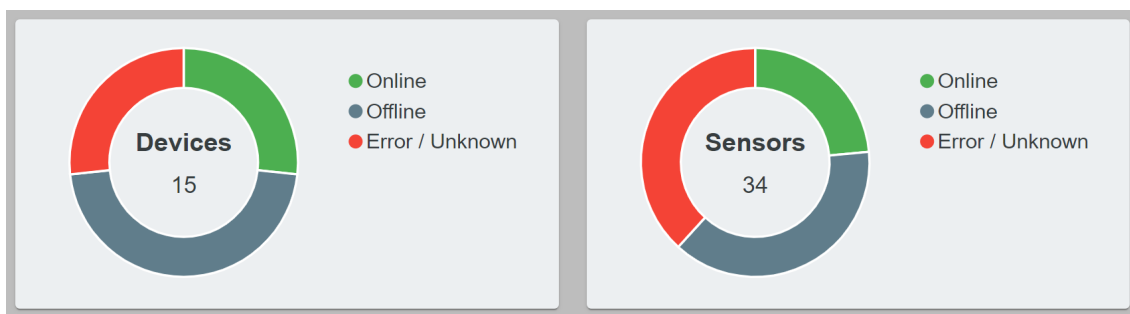 Devices
15
Online
Offline
Error / Unknown
Sensors
34
Online
Offline
Error / Unknown